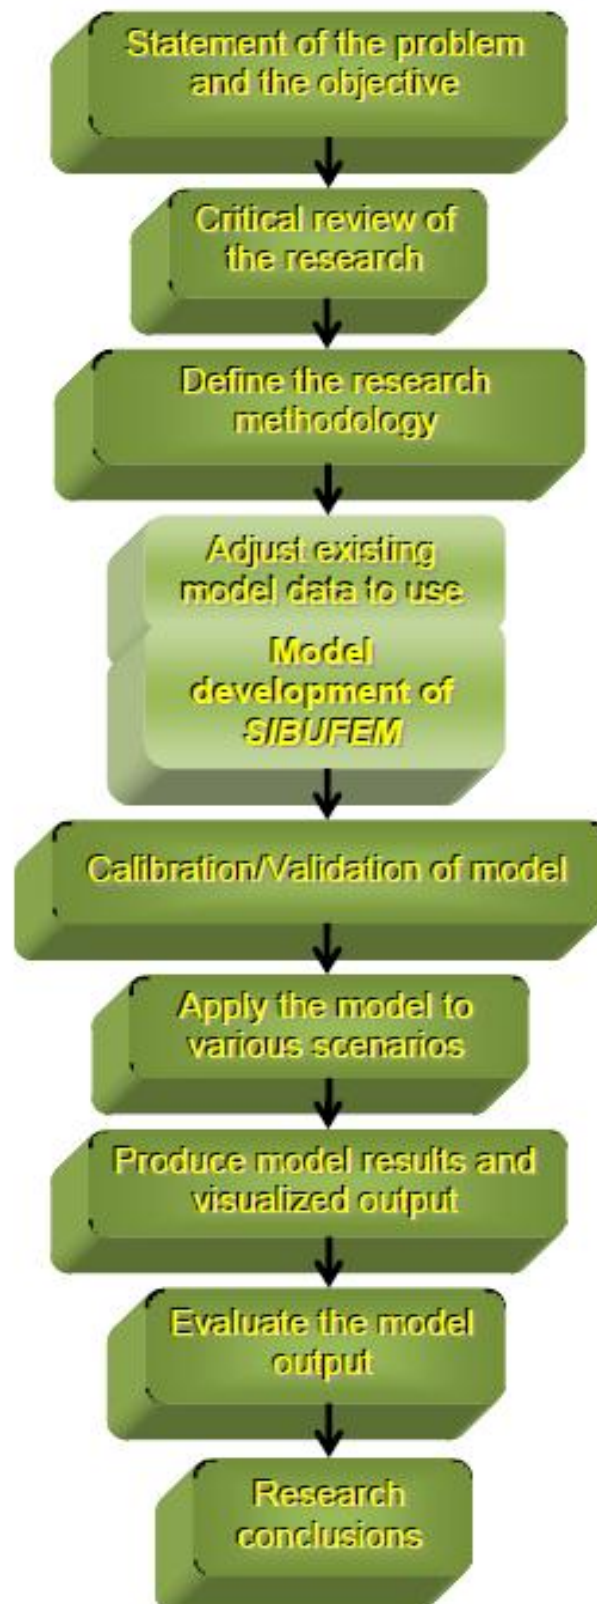 Statement of the problem
and the objective
Critical review of
the research
Define the research
methodology
Adjust existing
model data to use
Model
development of
SIBUFEM
Calibration/Validation of model
Apply the model to
various scenarios
Produce model results and
visualized output
Evaluate the model
output
Research
conclusions